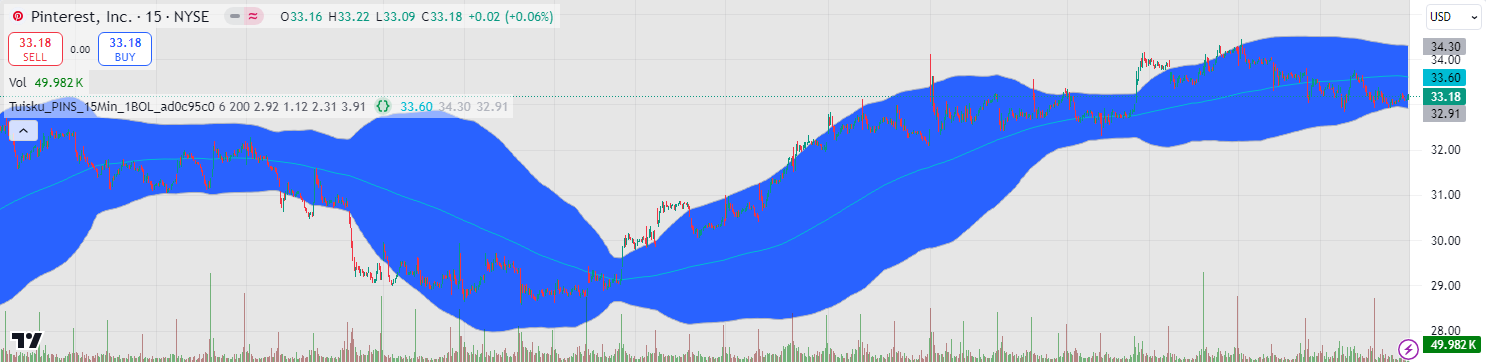 Pinterest, Inc. · 15 · NYSE O33.16 H33.22 L33.09 C33.18 +0.02 (+0.06%)
33.18 SELL 0.00 33.18 BUY
Vol 49.982 K
Tuisku_PINS_15Min_1BOL_ad0c95c0 6 200 2.92 1.12 2.31 3.91 {} 33.60 34.30 32.91
USD
34.30
34.00
33.60
33.18
32.91
32.00
31.00
30.00
29.00
28.00
49.982 K